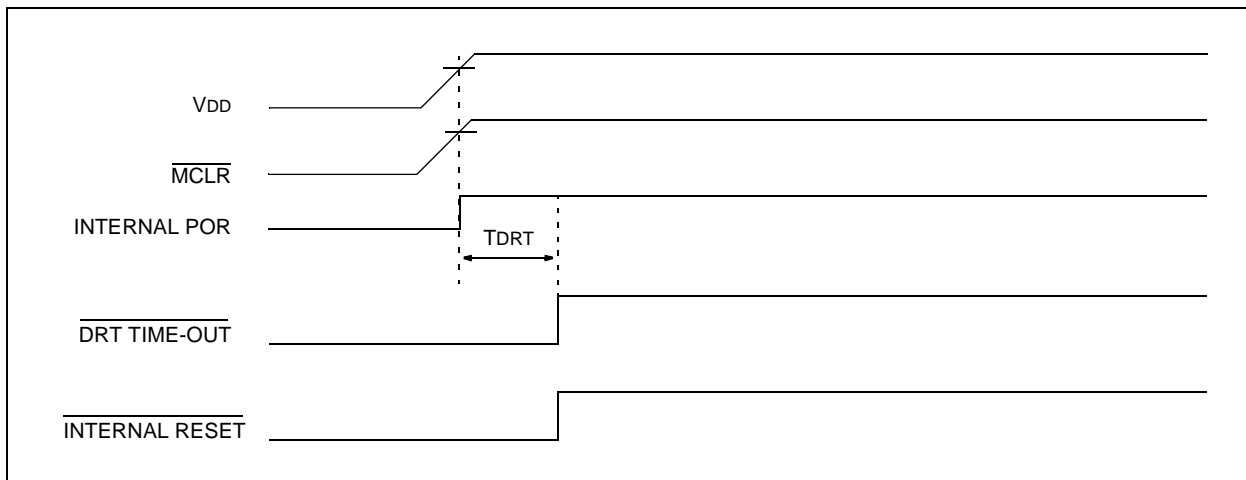 VDD
MCLR
INTERNAL POR
TDRT
DRT TIME-OUT
INTERNAL RESET